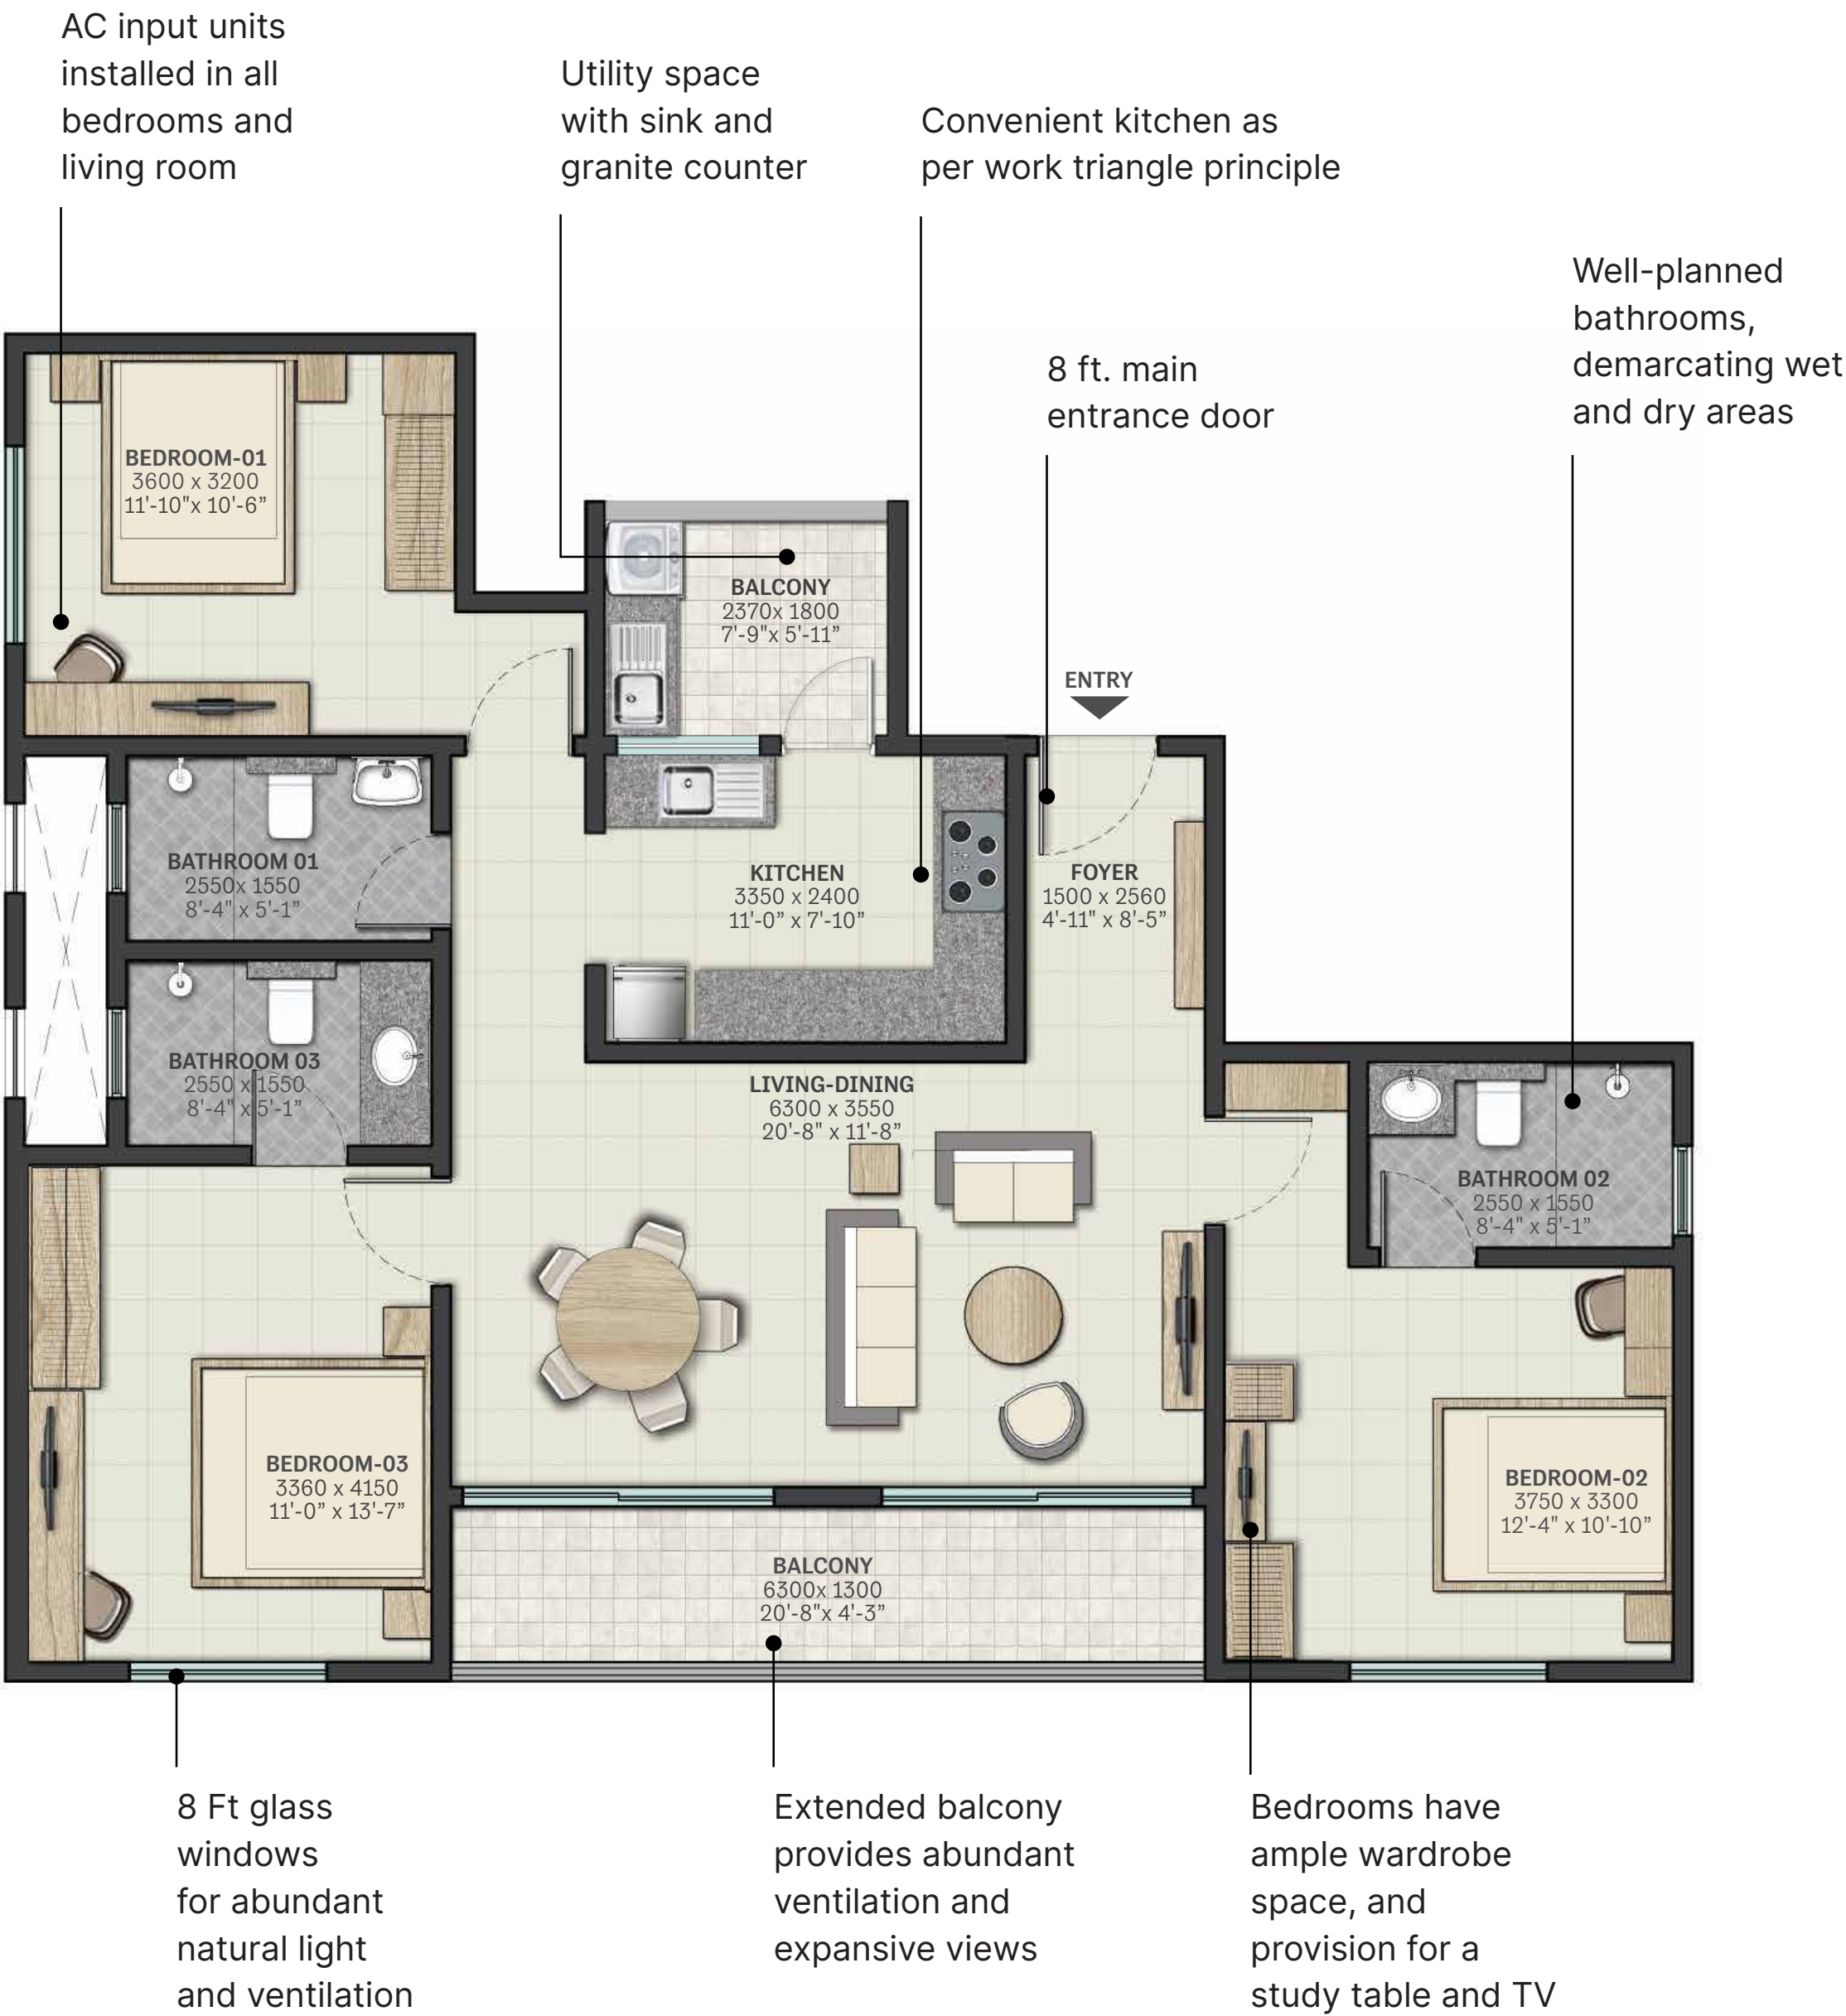 AC input units
installed in all
bedrooms and
living room
Utility space
with sink and
granite counter
Convenient kitchen as
per work triangle principle
Well-planned
bathrooms,
demarcating wet
and dry areas
8 ft. main
entrance door
BEDROOM-01
3600 x 3200
11'-10"x 10'-6”
BALCONY
2370x 1800
7'-9"x 5'-11”
ENTRY
BATHROOM 01
2550x 1550
8'-4" x 5'-1”
KITCHEN
3350 x 2400
11'-0” x 7'-10”
FOYER
1500 x 2560
4'-11" x 8'-5”
BATHROOM 03
2550 x 1550
8'-4" x 5'-1”
LIVING-DINING
6300 x 3550
20'-8" x 11'-8”
BATHROOM 02
2550 x 1550
8'-4" x 5'-1”
BEDROOM-03
3360 x 4150
11'-0” x 13'-7”
BEDROOM-02
3750 x 3300
12'-4” x 10'-10”
BALCONY
6300x 1300
20'-8"x 4'-3”
8 Ft glass
windows
for abundant
natural light
and ventilation
Extended balcony
provides abundant
ventilation and
expansive views
Bedrooms have
ample wardrobe
space, and
provision for a
study table and TV